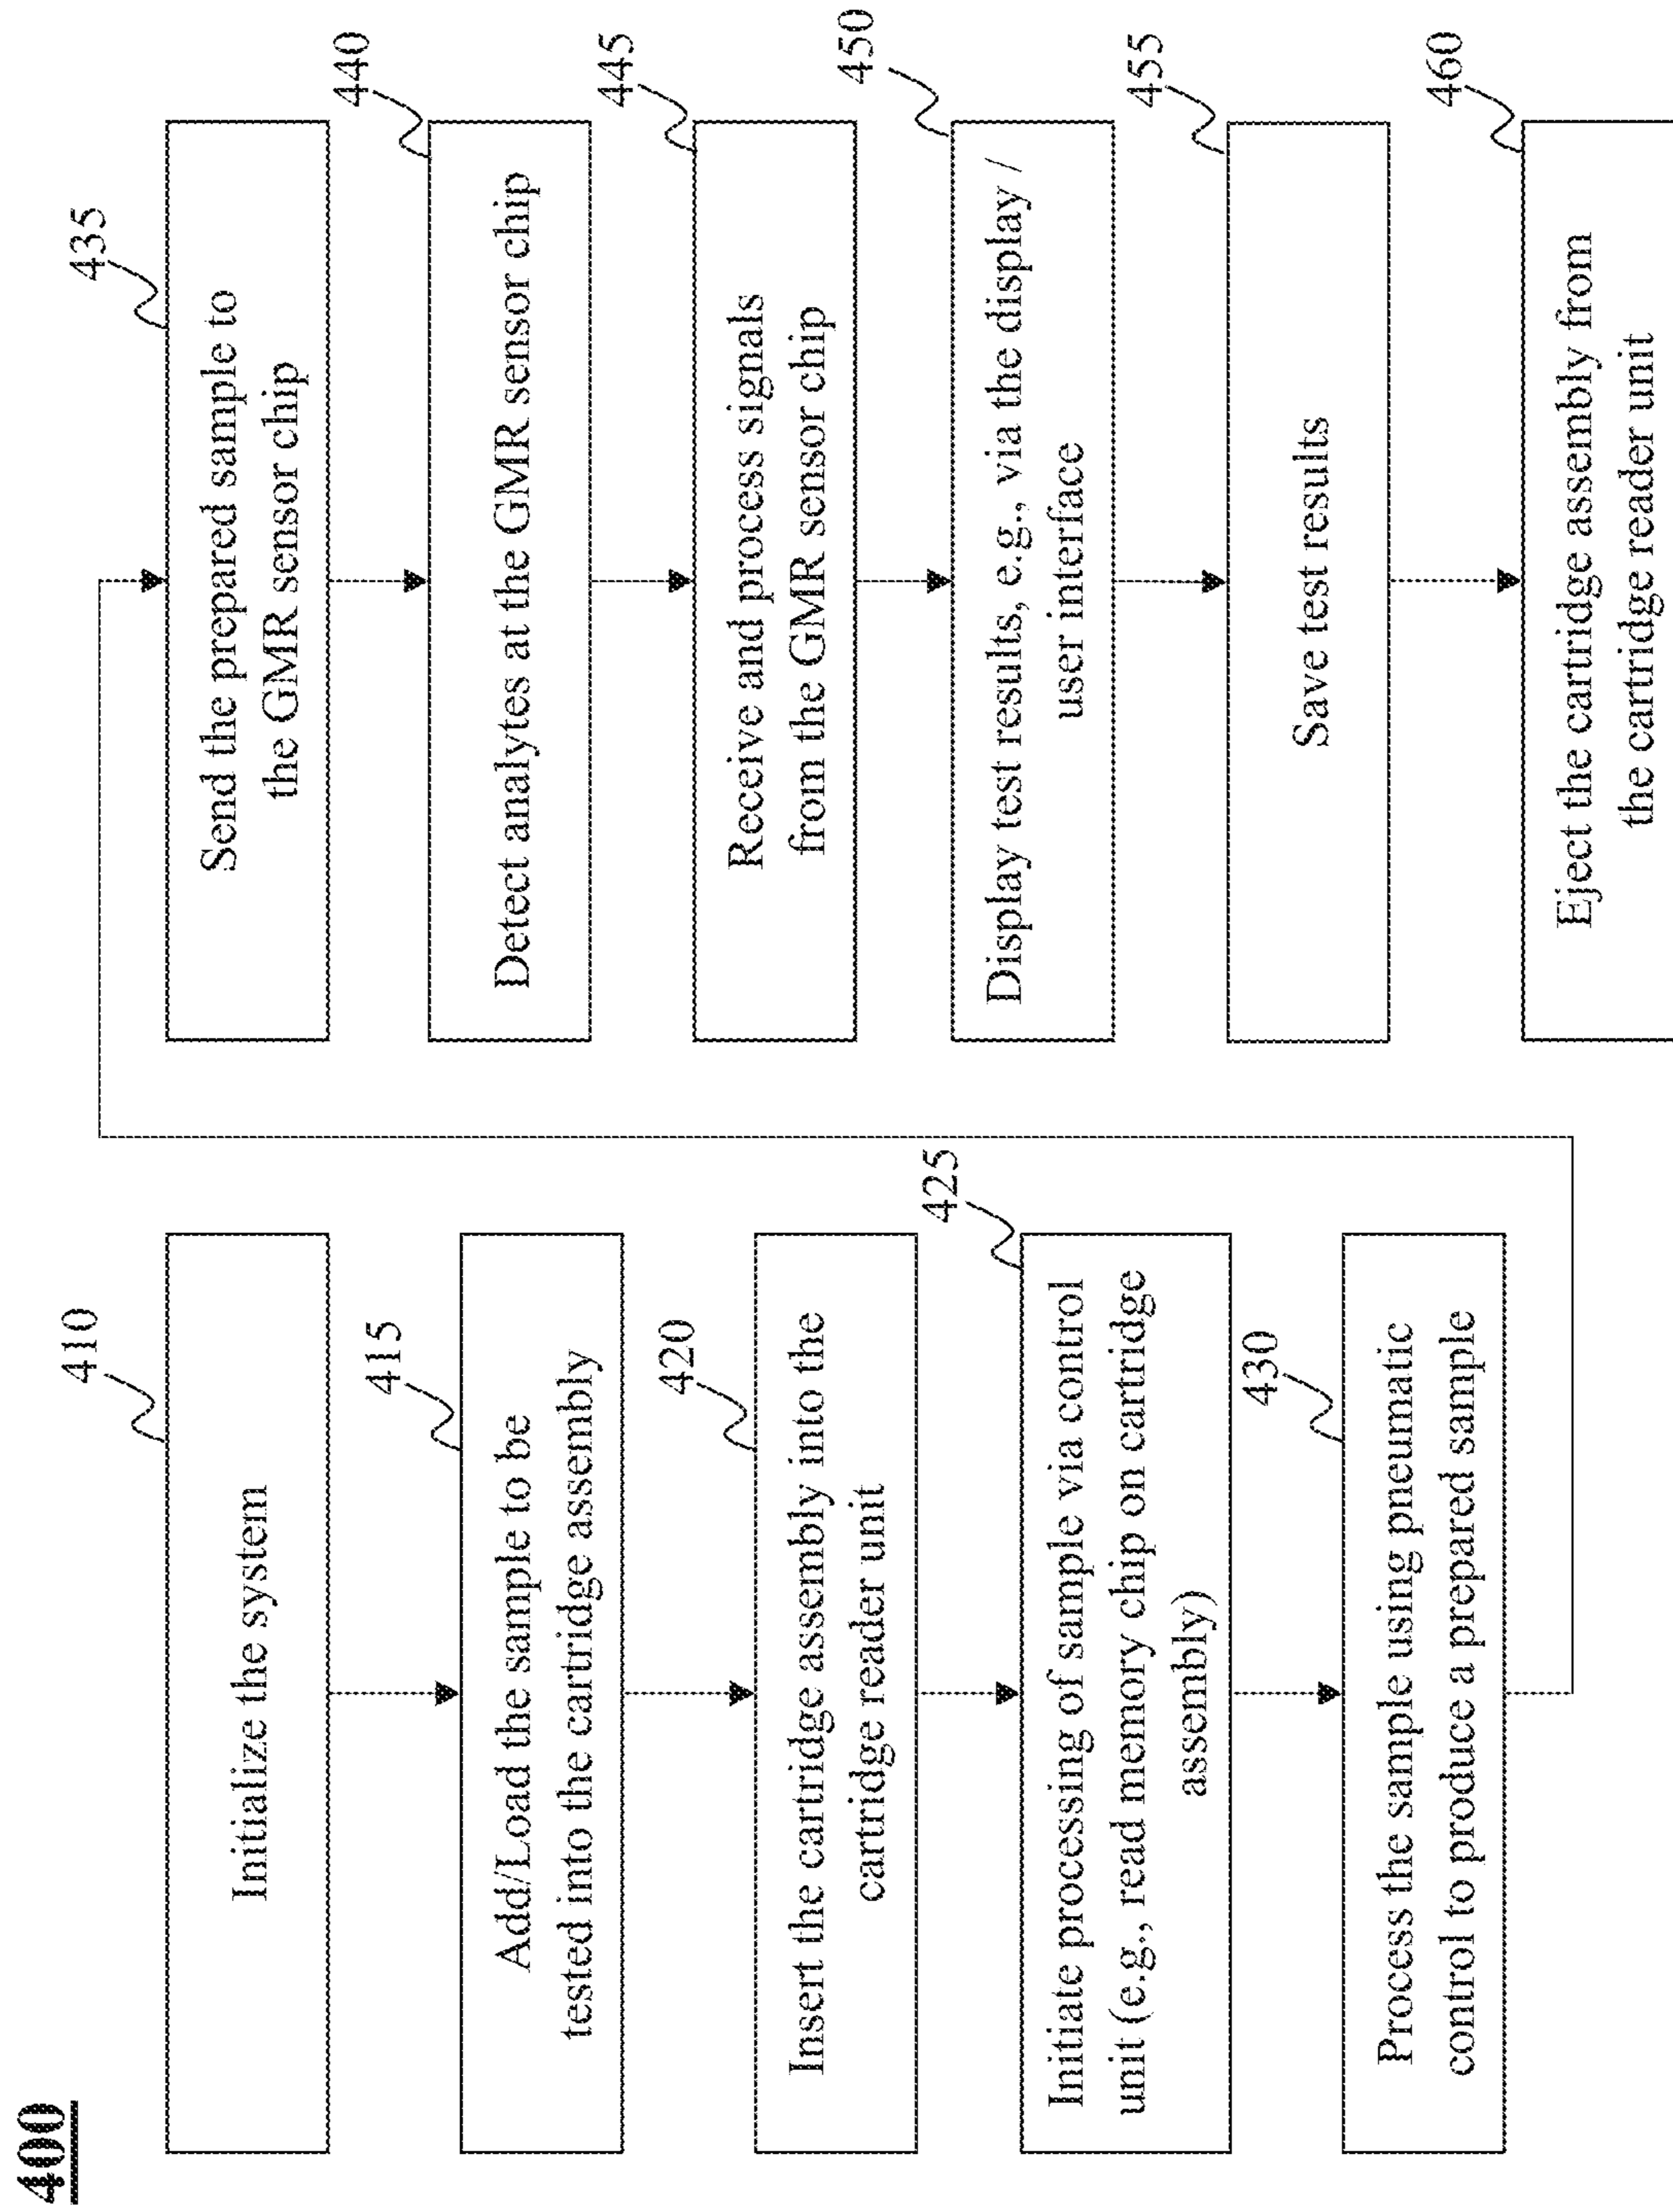 400
410
Initialize the system
415
Add/Load the sample to be
tested into the cartridge assembly
420
Insert the cartridge assembly into the
cartridge reader unit
425
Initiate processing of sample via control
unit (e.g., read memory chip on cartridge
assembly)
430
Process the sample using pneumatic
control to produce a prepared sample
435
Send the prepared sample to
the GMR sensor chip
440
Detect analytes at the GMR sensor chip
445
Receive and process signals
from the GMR sensor chip
450
Display test results, e.g., via the display /
user interface
455
Save test results
460
Eject the cartridge assembly from
the cartridge reader unit